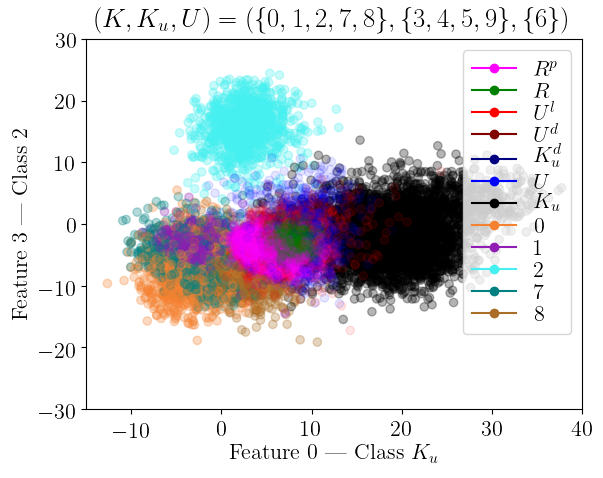 (K, K_u, U) = ({0, 1, 2, 7, 8}, {3, 4, 5, 9}, {6})
30
20
10
0
−10
−20
−30
Feature 3 — Class 2
R^p
R
U^l
U^d
K_u^d
U
K_u
0
1
2
7
8
−10 0 10 20 30 40
Feature 0 — Class K_u